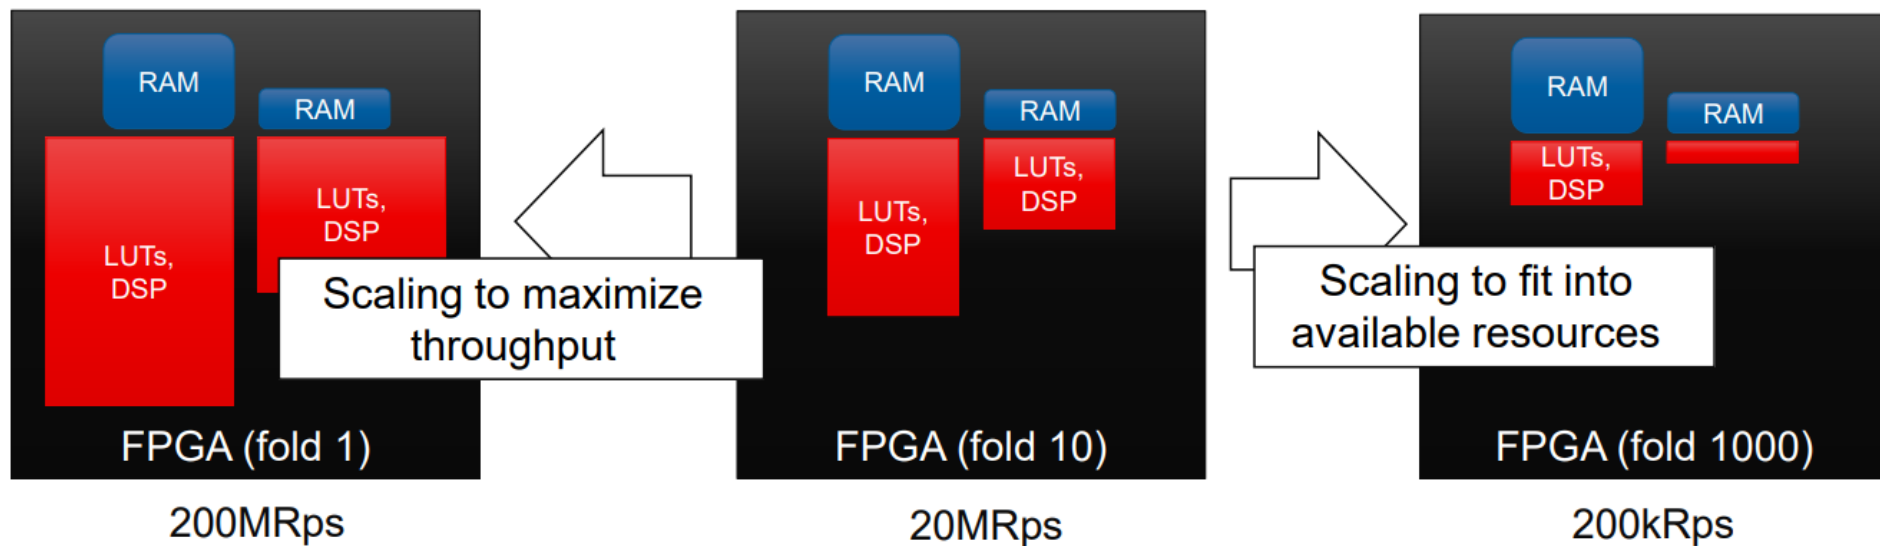 RAM
RAM
LUTs,
DSP
LUTs,
DSP
FPGA (fold 1)
200MRps
Scaling to maximize
throughput
RAM
RAM
LUTs,
DSP
LUTs,
DSP
FPGA (fold 10)
20MRps
Scaling to fit into
available resources
RAM
RAM
LUTs,
DSP
FPGA (fold 1000)
200kRps